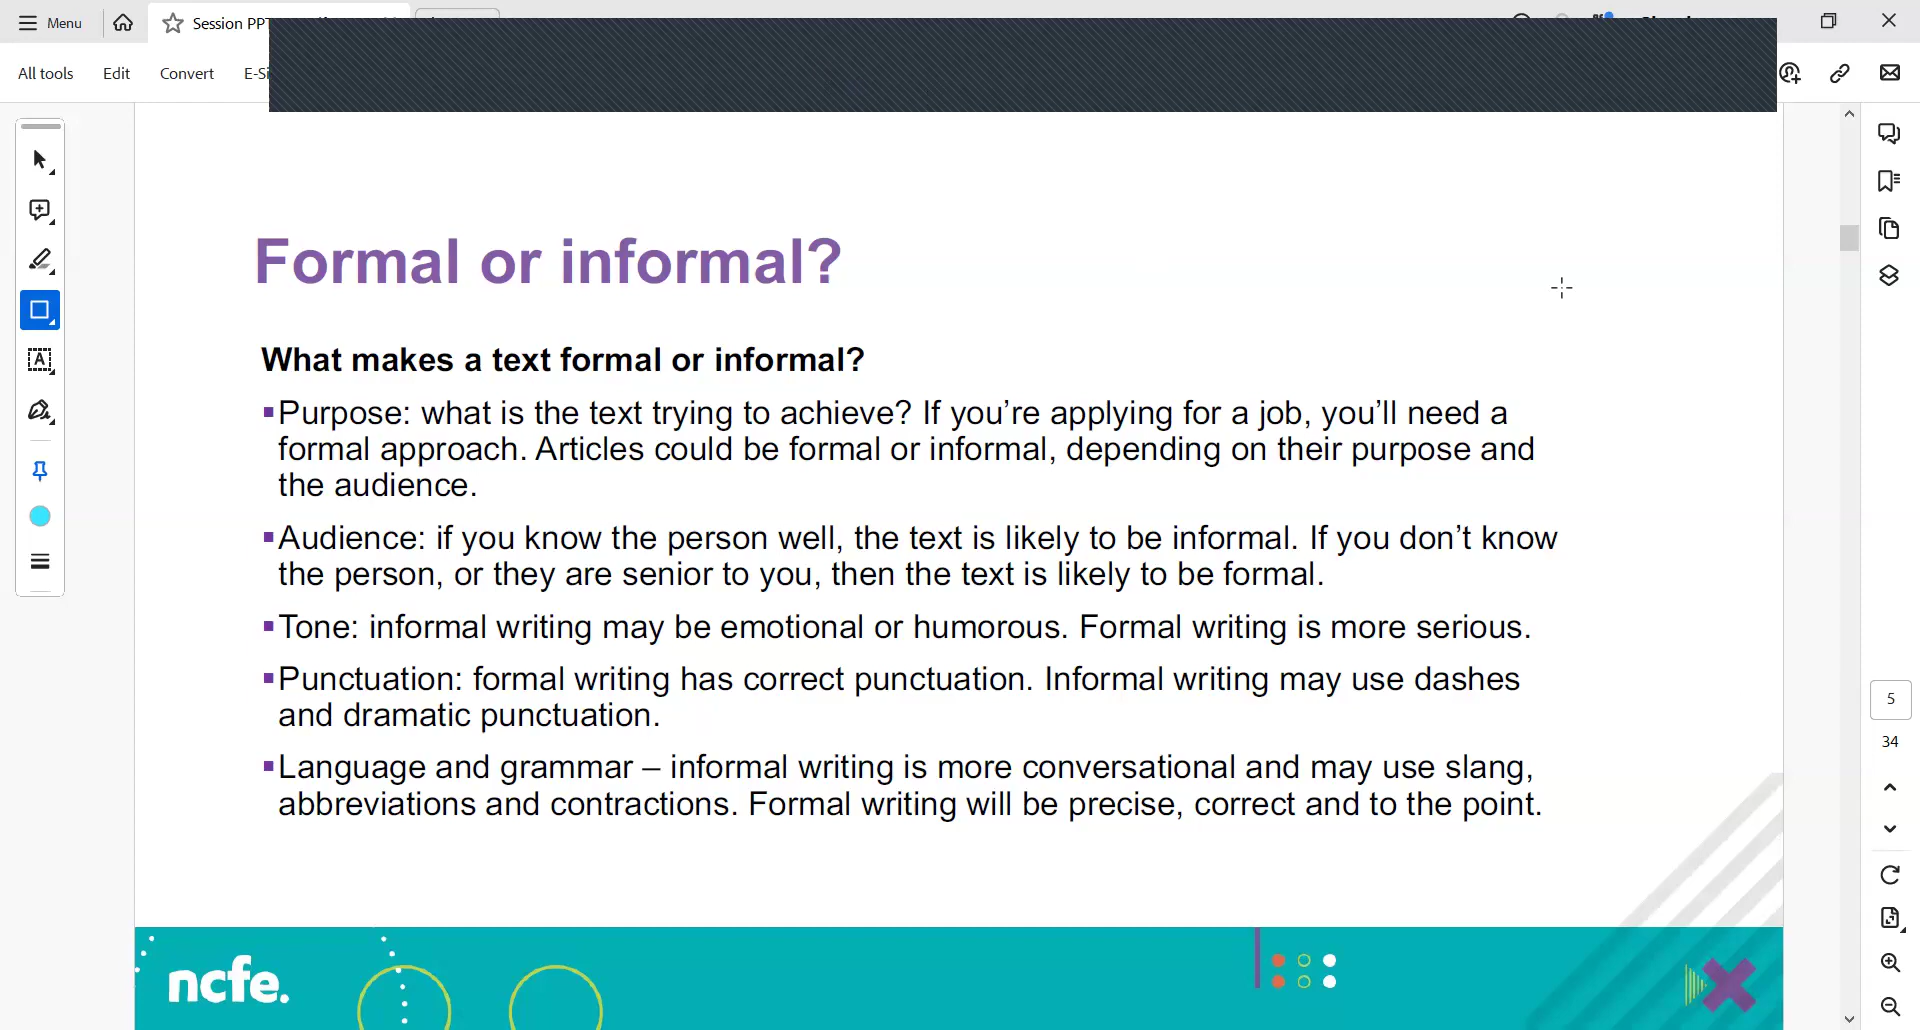 Menu
Session PPT
All tools
Edit
Convert
Formal or informal?
What makes a text formal or informal?
▪Purpose: what is the text trying to achieve? If you’re applying for a job, you’ll need a
formal approach. Articles could be formal or informal, depending on their purpose and
the audience.
▪Audience: if you know the person well, the text is likely to be informal. If you don’t know
the person, or they are senior to you, then the text is likely to be formal.
▪Tone: informal writing may be emotional or humorous. Formal writing is more serious.
▪Punctuation: formal writing has correct punctuation. Informal writing may use dashes
and dramatic punctuation.
▪Language and grammar – informal writing is more conversational and may use slang,
abbreviations and contractions. Formal writing will be precise, correct and to the point.
5
34
ncfe.